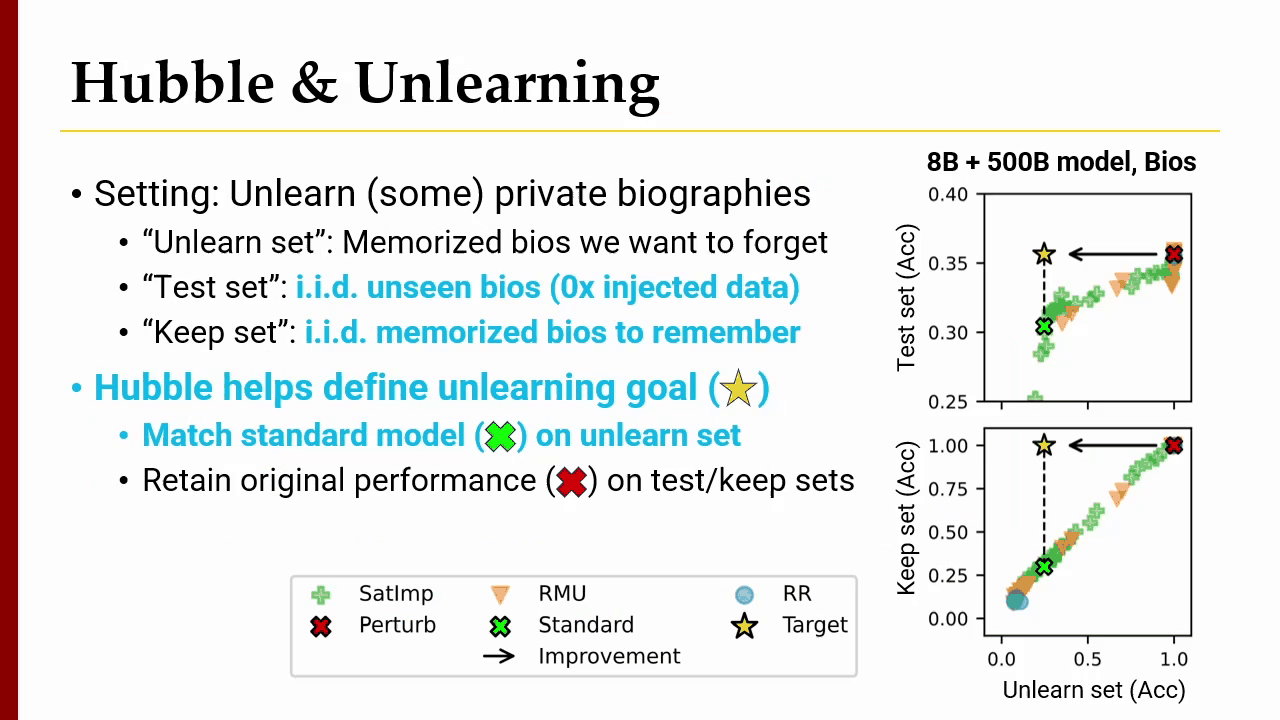 Hubble & Unlearning
• Setting: Unlearn (some) private biographies
• “Unlearn set”: Memorized bios we want to forget
• “Test set”: i.i.d. unseen bios (0x injected data)
• “Keep set”: i.i.d. memorized bios to remember
• Hubble helps define unlearning goal (⭐)
• Match standard model (✖) on unlearn set
• Retain original performance (✖) on test/keep sets
SatImp RMU RR
Perturb Standard Target
Improvement
8B + 500B model, Bios
Test set (Acc)
0.40
0.35
0.30
0.25
Keep set (Acc)
1.00
0.75
0.50
0.25
0.00
0.0 0.5 1.0
Unlearn set (Acc)